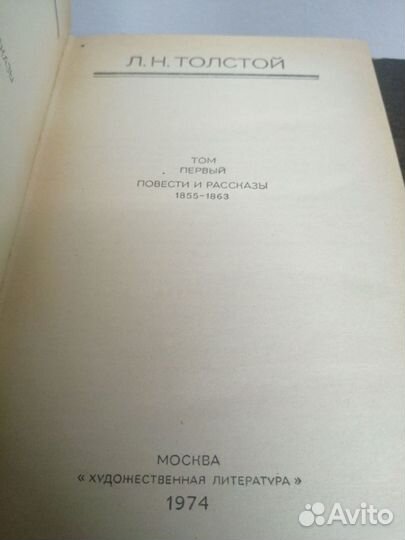 Л. Н. ТОЛСТОЙ
ТОМ
ПЕРВЫЙ
ПОВЕСТИ И РАССКАЗЫ
1855–1863
МОСКВА
«ХУДОЖЕСТВЕННАЯ ЛИТЕРАТУРА»
1974
Avito